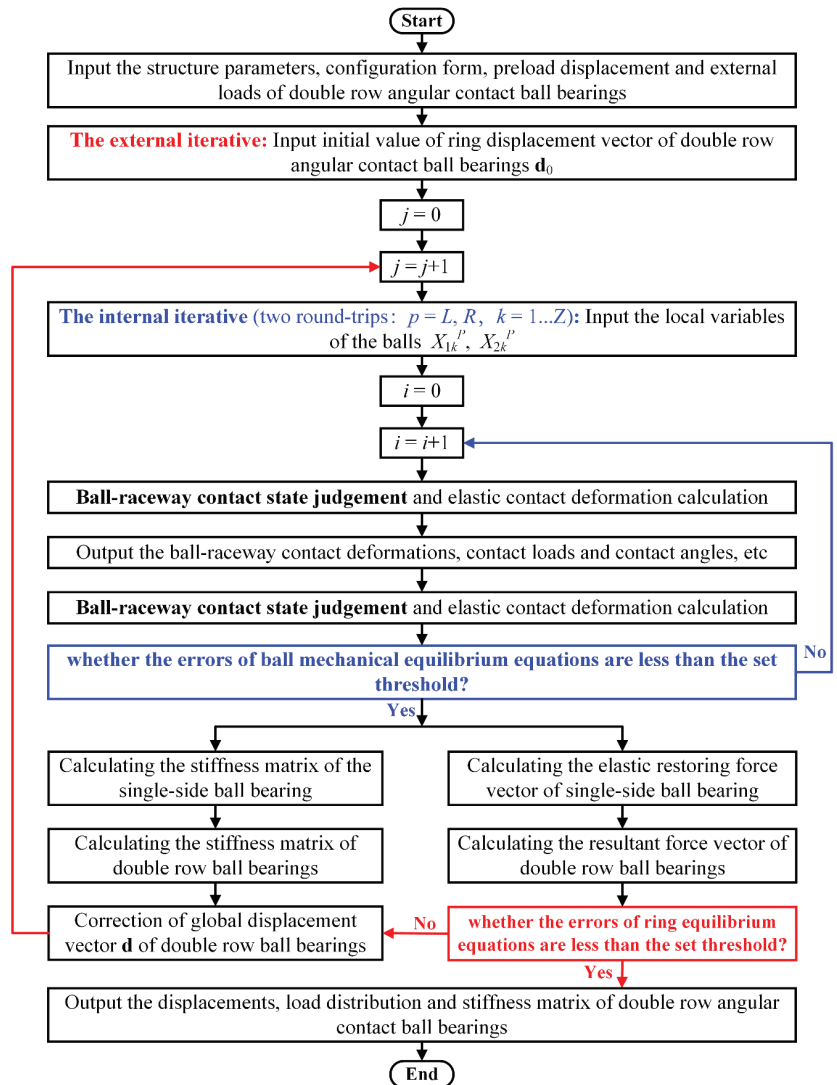 Start
Input the structure parameters, configuration form, preload displacement and external
loads of double row angular contact ball bearings
The external iterative: Input initial value of ring displacement vector of double row
angular contact ball bearings d₀
j = 0
j = j+1
The internal iterative (two round-trips: p = L, R, k = 1...Z): Input the local variables
of the balls X₁ₖᴾ, X₂ₖᴾ
i = 0
i = i+1
Ball-raceway contact state judgement and elastic contact deformation calculation
Output the ball-raceway contact deformations, contact loads and contact angles, etc
Ball-raceway contact state judgement and elastic contact deformation calculation
whether the errors of ball mechanical equilibrium equations are less than the set
threshold?
No
Yes
Calculating the stiffness matrix of the
single-side ball bearing
Calculating the elastic restoring force
vector of single-side ball bearing
Calculating the stiffness matrix of
double row ball bearings
Calculating the resultant force vector of
double row ball bearings
Correction of global displacement
vector d of double row ball bearings
No
whether the errors of ring equilibrium
equations are less than the set threshold?
Yes
Output the displacements, load distribution and stiffness matrix of double row angular
contact ball bearings
End